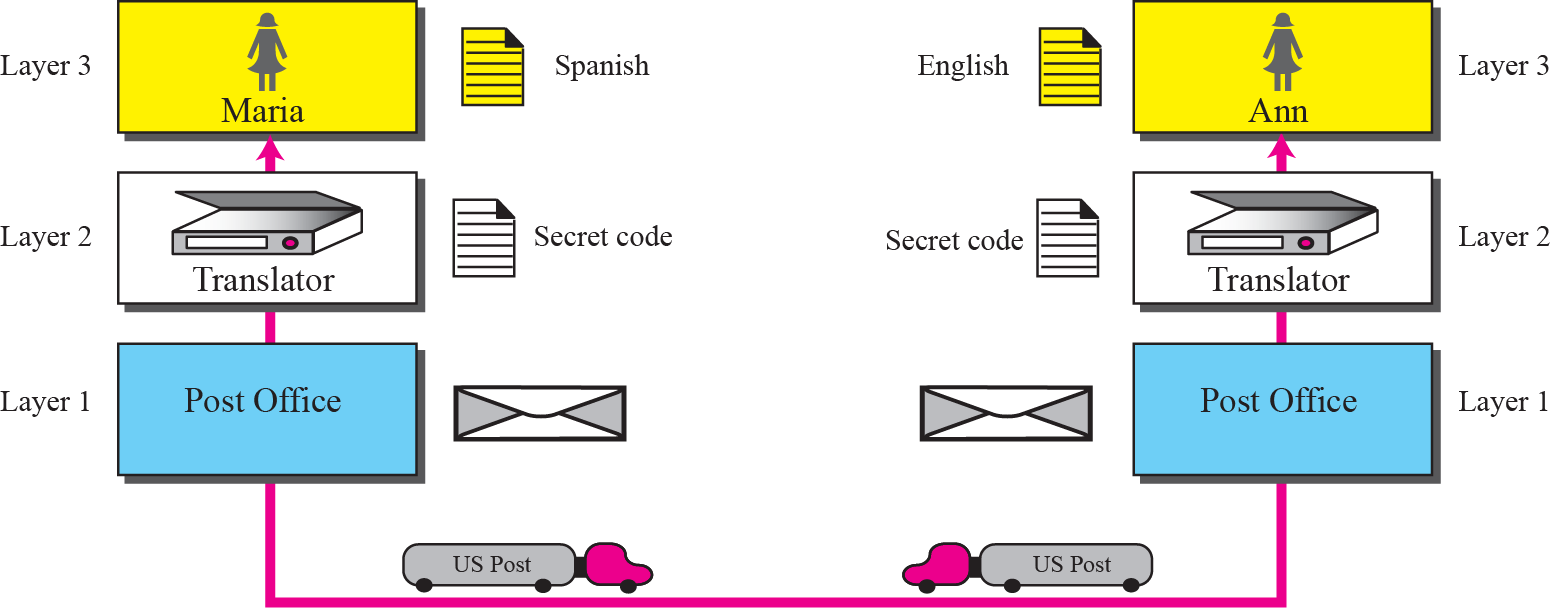 Layer 3
Maria
Spanish
English
Ann
Layer 3
Layer 2
Translator
Secret code
Secret code
Translator
Layer 2
Layer 1
Post Office
Post Office
Layer 1
US Post
US Post